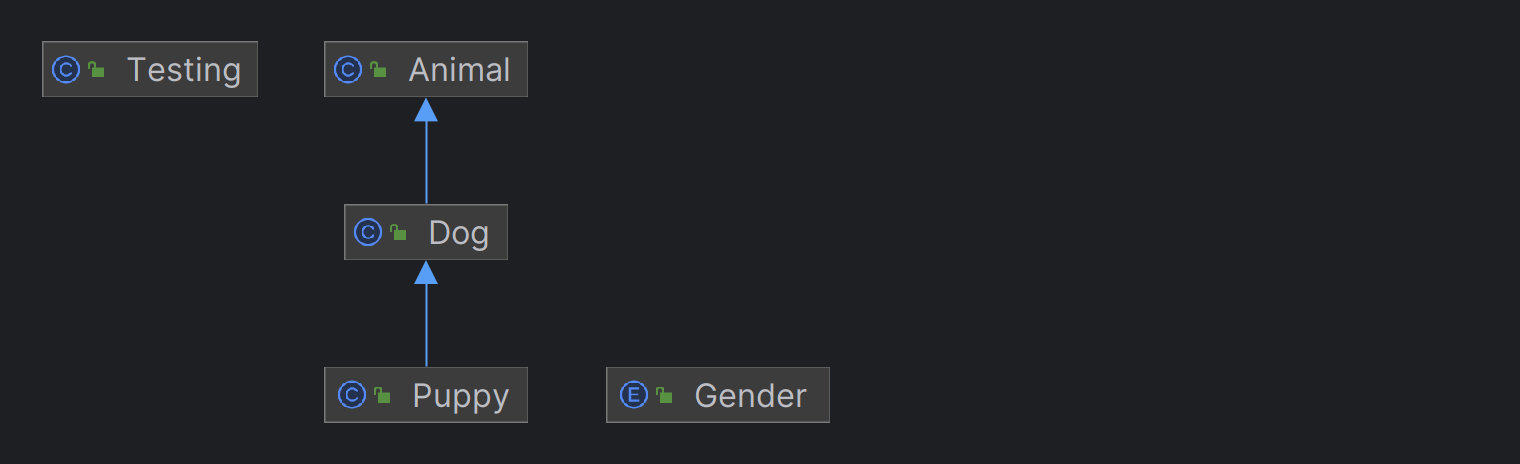 C Testing
C Animal
C Dog
C Puppy
E Gender